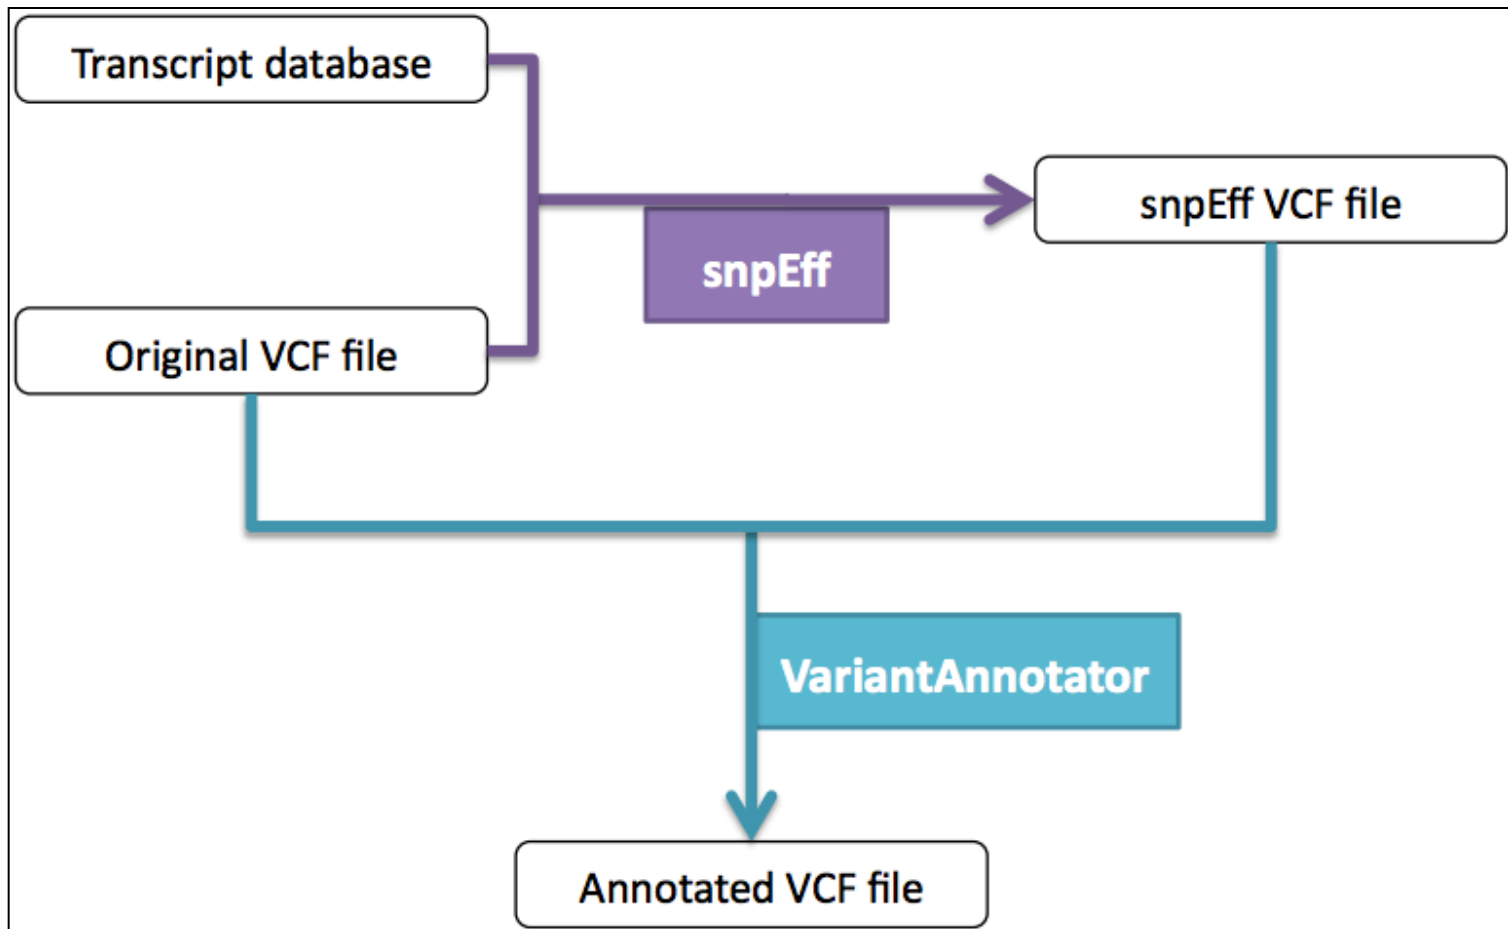 Transcript database
snpEff VCF file
snpEff
Original VCF file
VariantAnnotator
Annotated VCF file